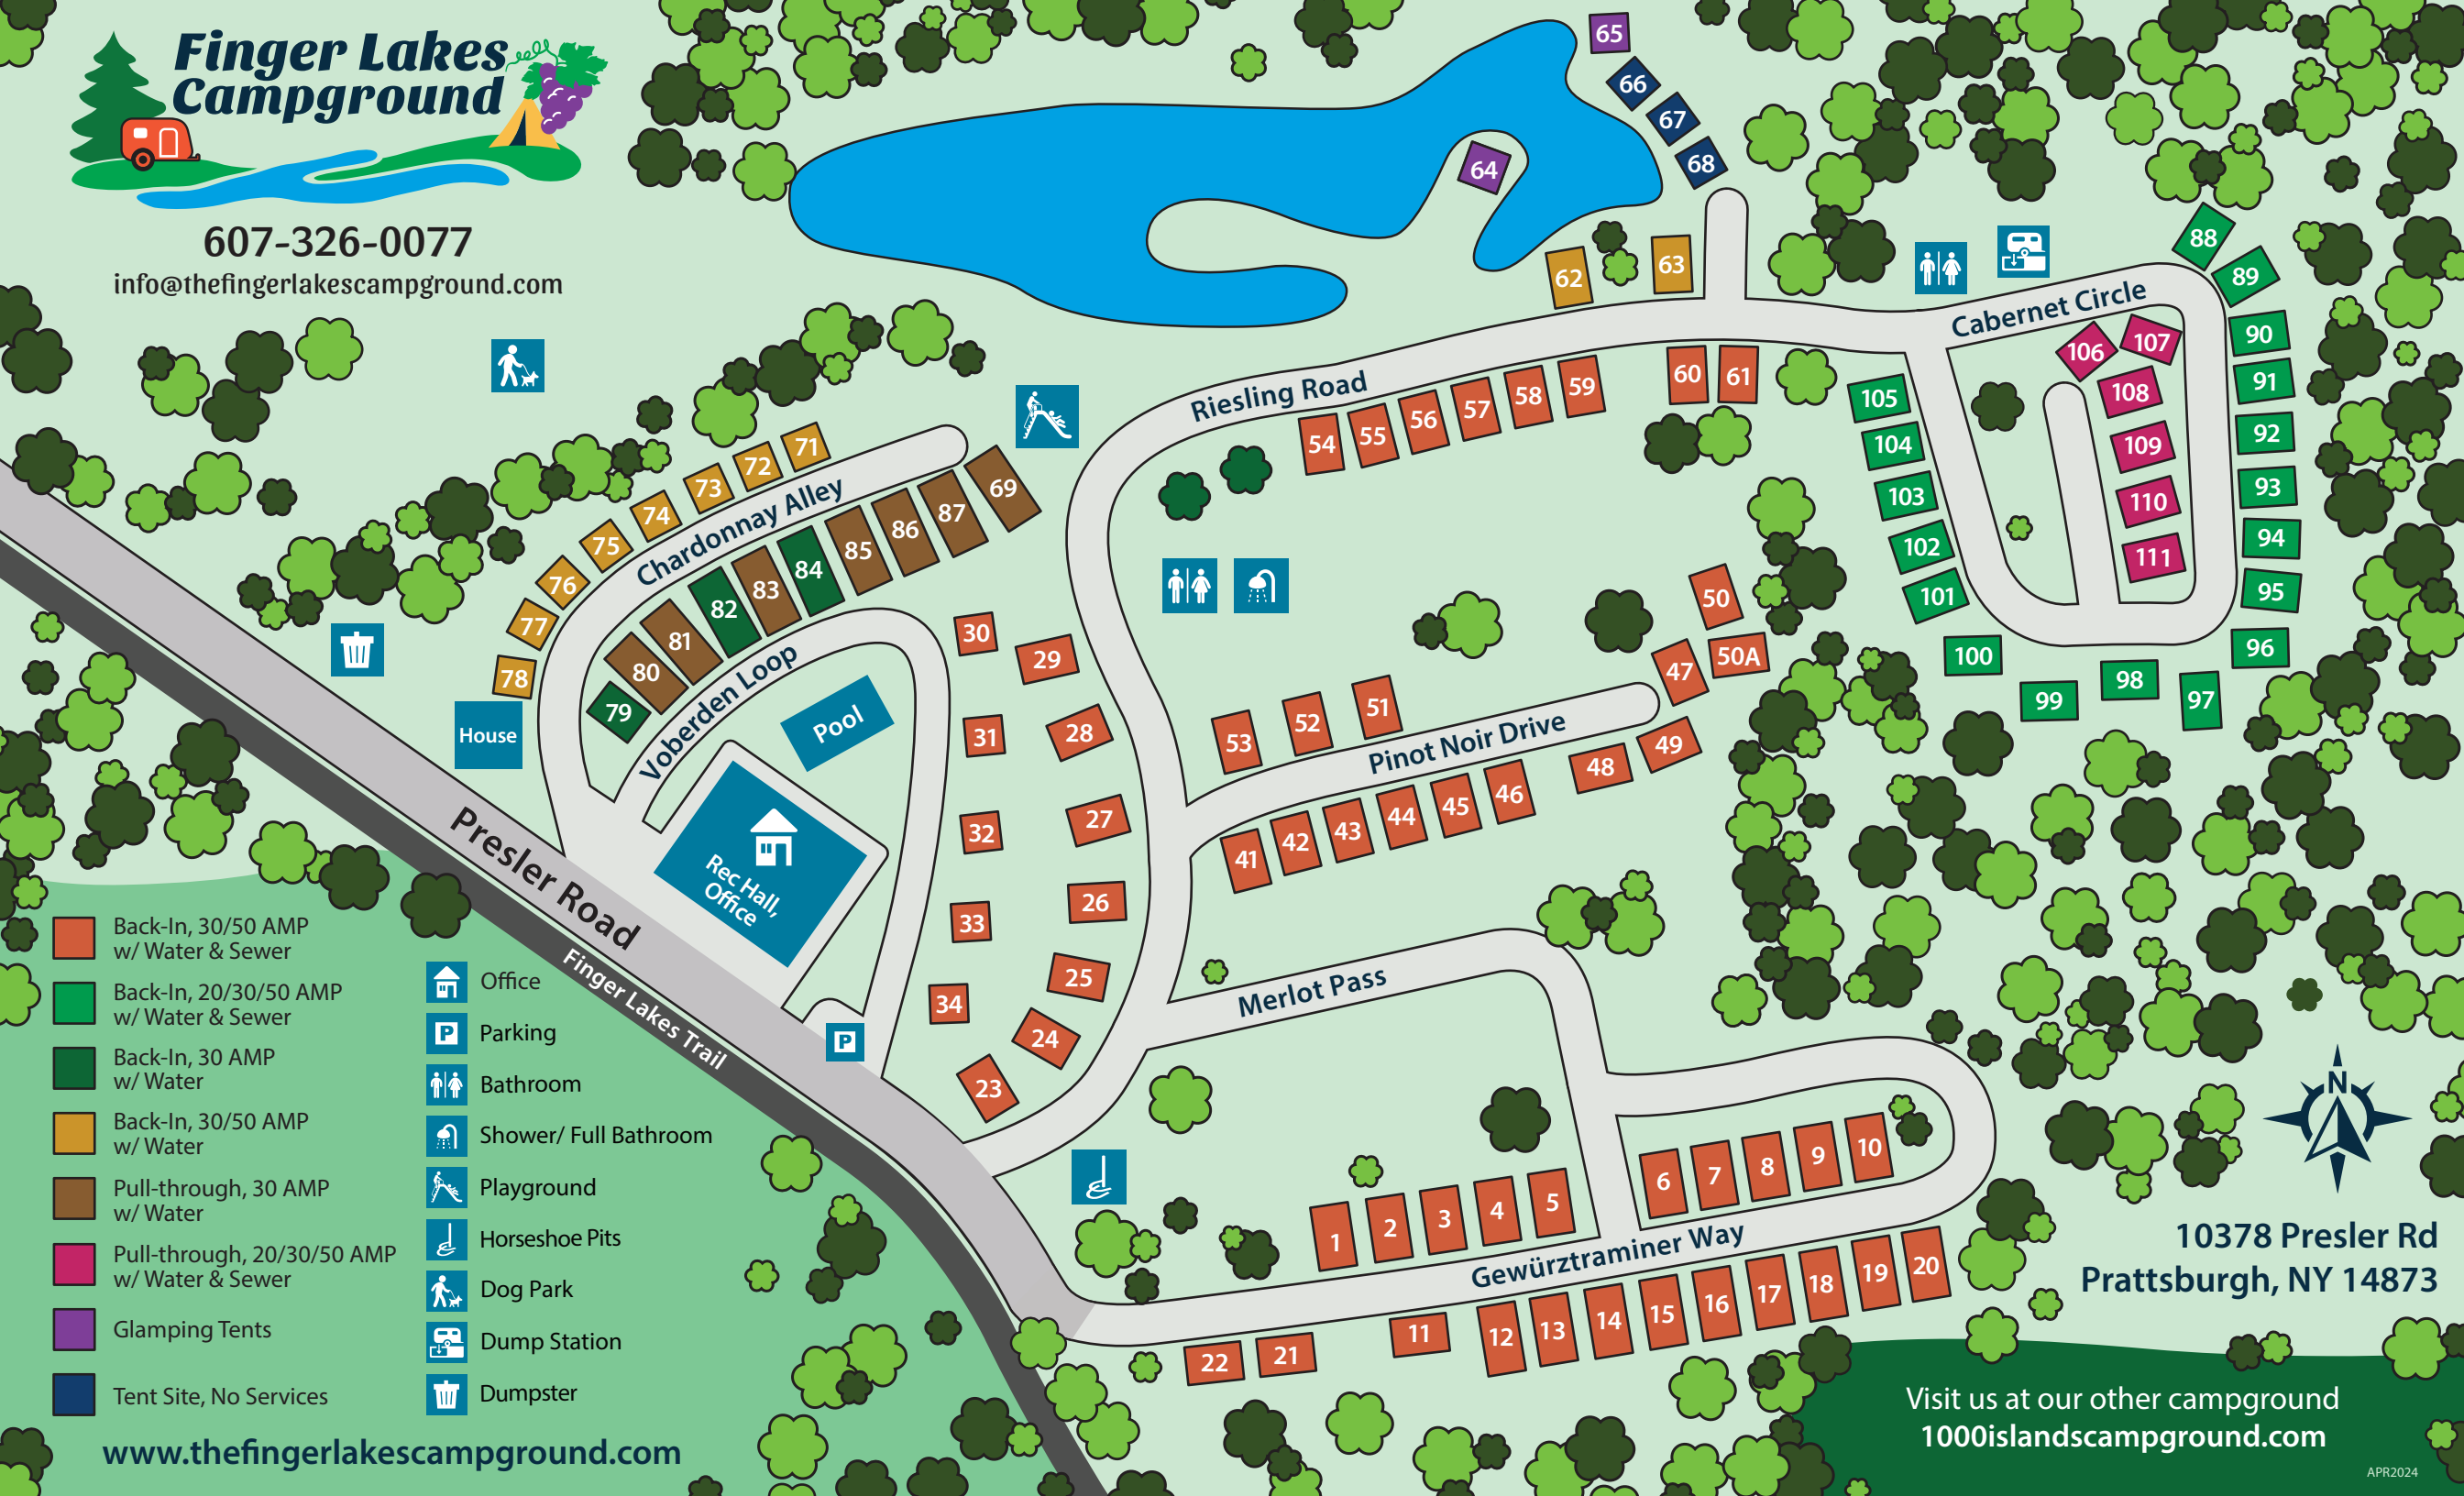 Finger Lakes
Campground
607-326-0077
info@thefingerlakescampground.com
65
66
67
68
64
62
63
88
89
90
91
92
93
94
95
96
97
98
99
100
101
102
103
104
105
Cabernet Circle
106
107
108
109
110
111
Riesling Road
54
55
56
57
58
59
60
61
71
72
73
74
75
76
77
78
Chardonnay Alley
69
87
86
85
84
83
82
81
80
79
Voberden Loop
House
Pool
Rec Hall,
Office
P
Presler Road
Finger Lakes Trail
30
29
31
28
32
27
33
26
34
25
24
23
50
50A
47
49
48
53
52
51
Pinot Noir Drive
41
42
43
44
45
46
Merlot Pass
1
2
3
4
5
6
7
8
9
10
Gewürztraminer Way
22
21
11
12
13
14
15
16
17
18
19
20
Back-In, 30/50 AMP
w/ Water & Sewer
Back-In, 20/30/50 AMP
w/ Water & Sewer
Back-In, 30 AMP
w/ Water
Back-In, 30/50 AMP
w/ Water
Pull-through, 30 AMP
w/ Water
Pull-through, 20/30/50 AMP
w/ Water & Sewer
Glamping Tents
Tent Site, No Services
Office
P
Parking
Bathroom
Shower/ Full Bathroom
Playground
Horseshoe Pits
Dog Park
Dump Station
Dumpster
www.thefingerlakescampground.com
N
10378 Presler Rd
Prattsburgh, NY 14873
Visit us at our other campground
1000islandscampground.com
APR2024